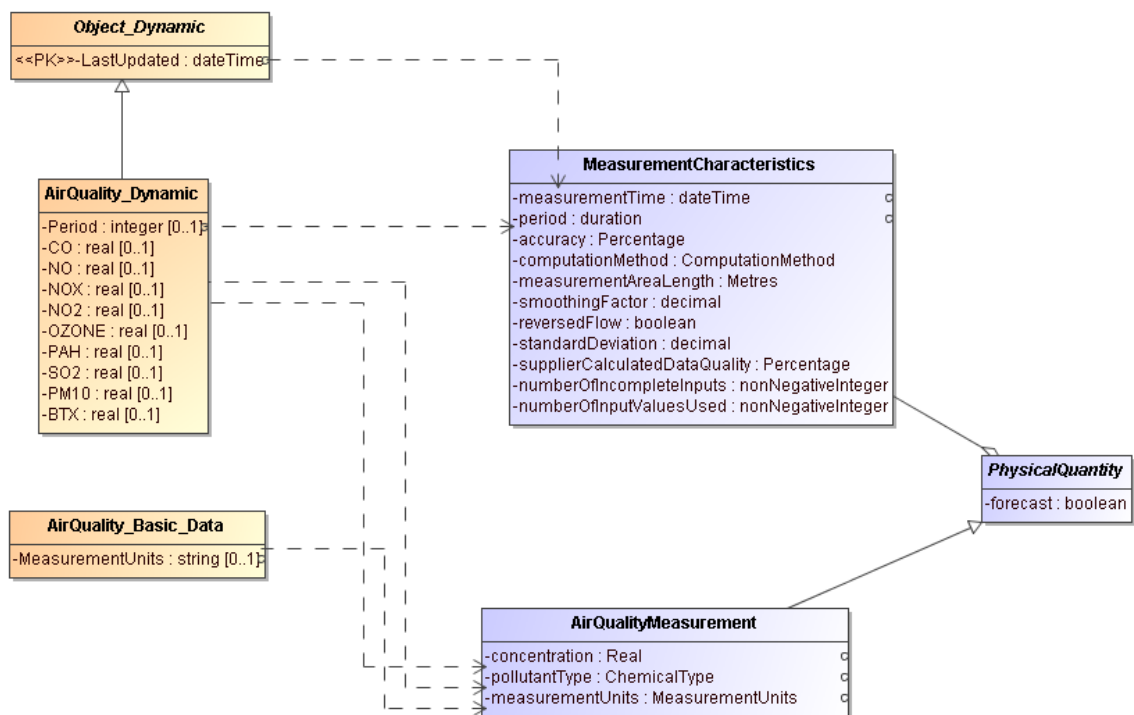 Object_Dynamic
<<PK>>-LastUpdated : dateTime
AirQuality_Dynamic
-Period : integer [0..1]
-CO : real [0..1]
-NO : real [0..1]
-NOX : real [0..1]
-NO2 : real [0..1]
-OZONE : real [0..1]
-PAH : real [0..1]
-SO2 : real [0..1]
-PM10 : real [0..1]
-BTX : real [0..1]
MeasurementCharacteristics
-measurementTime : dateTime
-period : duration
-accuracy : Percentage
-computationMethod : ComputationMethod
-measurementAreaLength : Metres
-smoothingFactor : decimal
-reversedFlow : boolean
-standardDeviation : decimal
-supplierCalculatedDataQuality : Percentage
-numberOfIncompleteInputs : nonNegativeInteger
-numberOfInputValuesUsed : nonNegativeInteger
PhysicalQuantity
-forecast : boolean
AirQuality_Basic_Data
-MeasurementUnits : string [0..1]
AirQualityMeasurement
-concentration : Real
-pollutantType : ChemicalType
-measurementUnits : MeasurementUnits